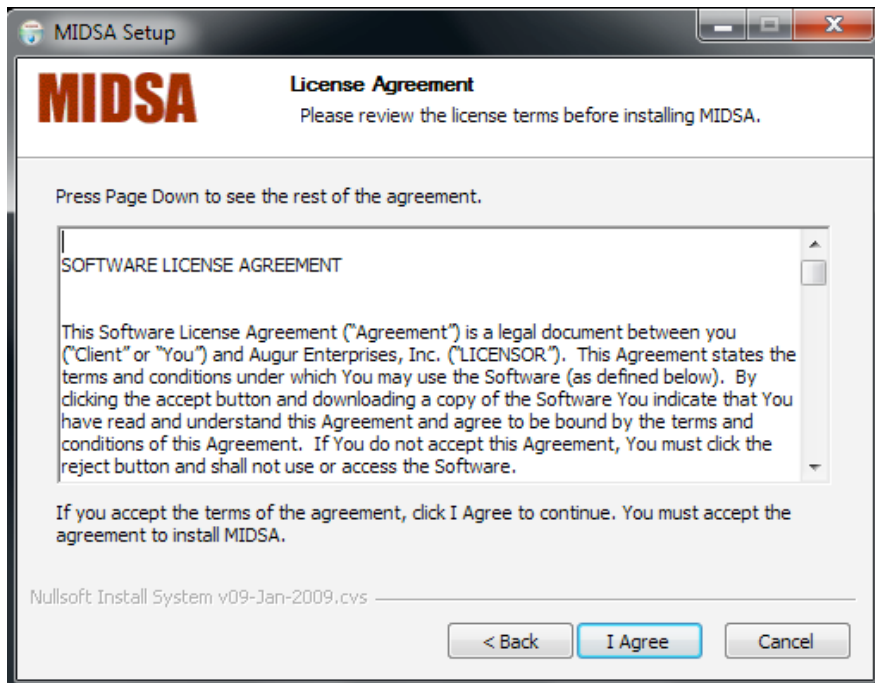 MIDSA Setup
MIDSA
License Agreement
Please review the license terms before installing MIDSA.
Press Page Down to see the rest of the agreement.
SOFTWARE LICENSE AGREEMENT
This Software License Agreement (“Agreement”) is a legal document between you
(“Client” or “You”) and Augur Enterprises, Inc. (“LICENSOR”).  This Agreement states the
terms and conditions under which You may use the Software (as defined below).  By
clicking the accept button and downloading a copy of the Software You indicate that You
have read and understand this Agreement and agree to be bound by the terms and
conditions of this Agreement.  If You do not accept this Agreement, You must click the
reject button and shall not use or access the Software.
If you accept the terms of the agreement, click I Agree to continue. You must accept the
agreement to install MIDSA.
Nullsoft Install System v09-Jan-2009.cvs
< Back
I Agree
Cancel